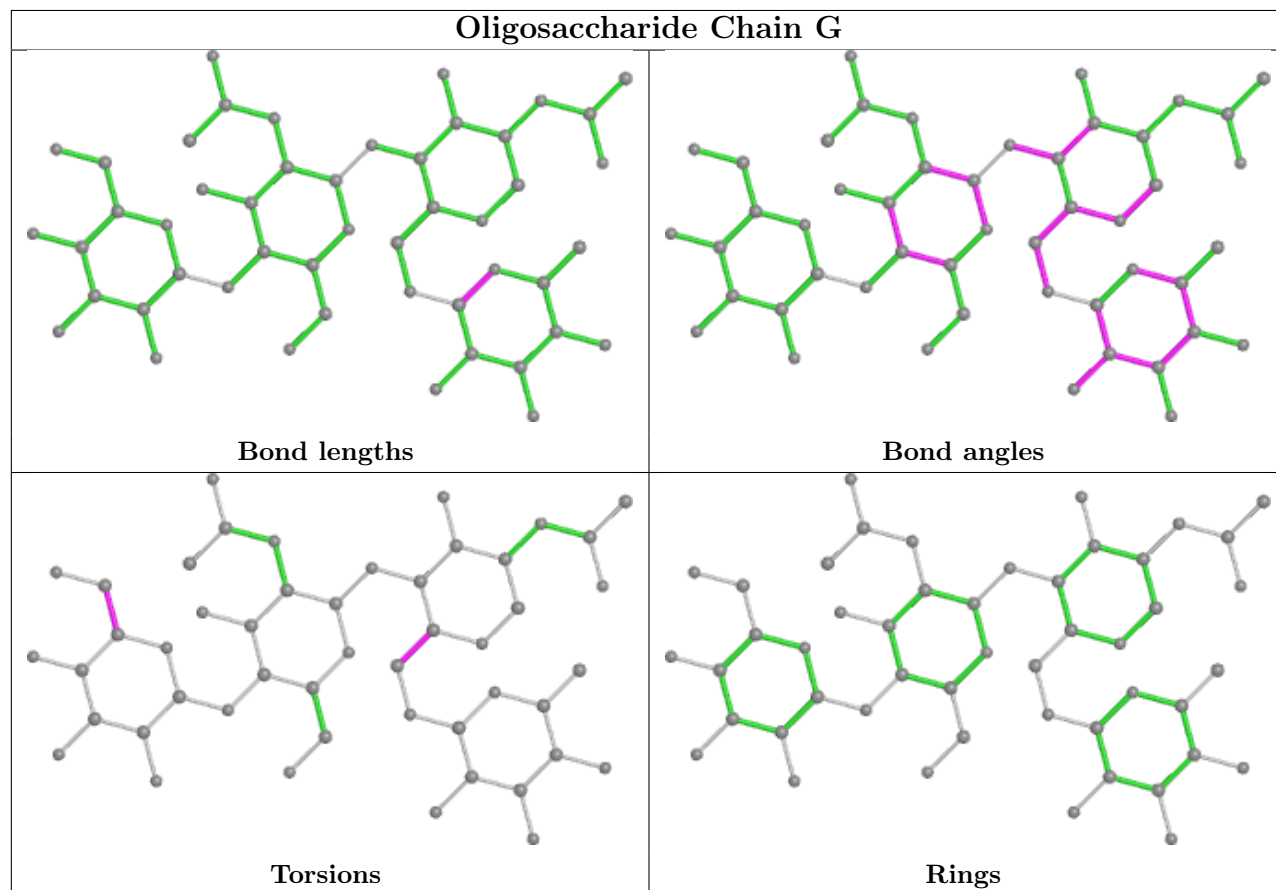 Oligosaccharide Chain G
Bond lengths
Bond angles
Torsions
Rings